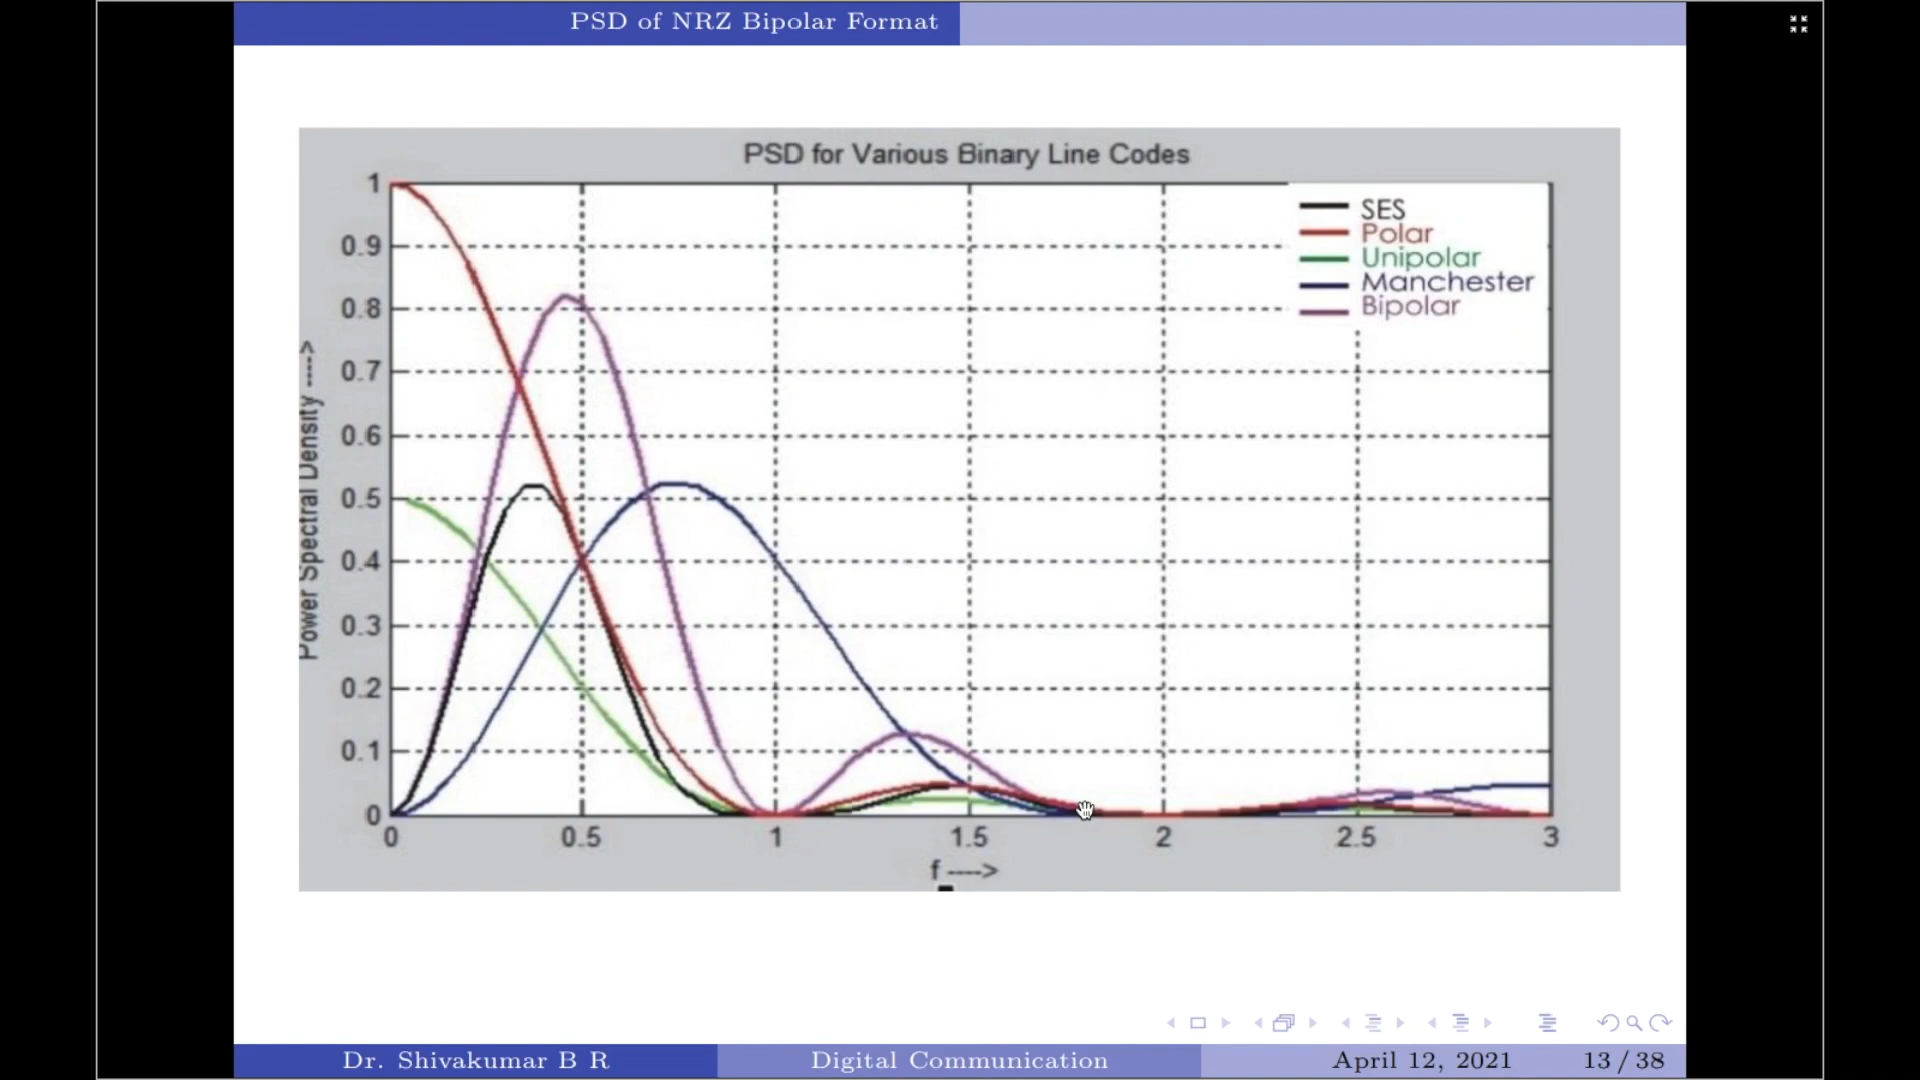 PSD of NRZ Bipolar Format
PSD for Various Binary Line Codes
SES
Polar
Unipolar
Manchester
Bipolar
Power Spectral Density ---->
1
0.9
0.8
0.7
0.6
0.5
0.4
0.3
0.2
0.1
0
0 0.5 1 1.5 2 2.5 3
f ---->
Dr. Shivakumar B R Digital Communication April 12, 2021 13 / 38